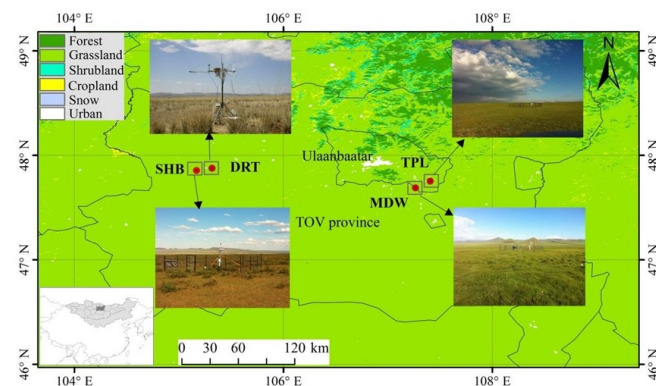 104° E
106° E
108° E
Forest
Grassland
Shrubland
Cropland
Snow
Urban
N
49° N
49° N
48° N
48° N
SHB
DRT
Ulaanbaatar
TPL
MDW
TOV province
47° N
47° N
0 30 60 120 km
46° N
46° N
104° E
106° E
108° E